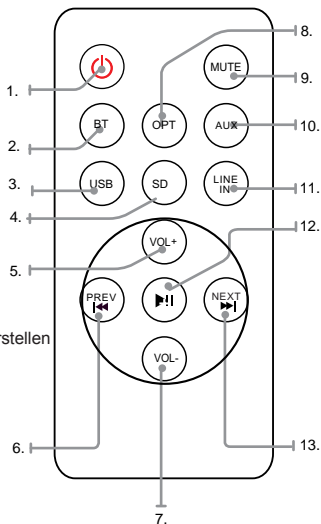 8.
MUTE
1.
9.
BT
OPT
AUX
2.
10.
USB
SD
LINE
IN
3.
11.
4.
12.
VOL+
5.
PREV
NEXT
rstellen
VOL-
6.
13.
7.